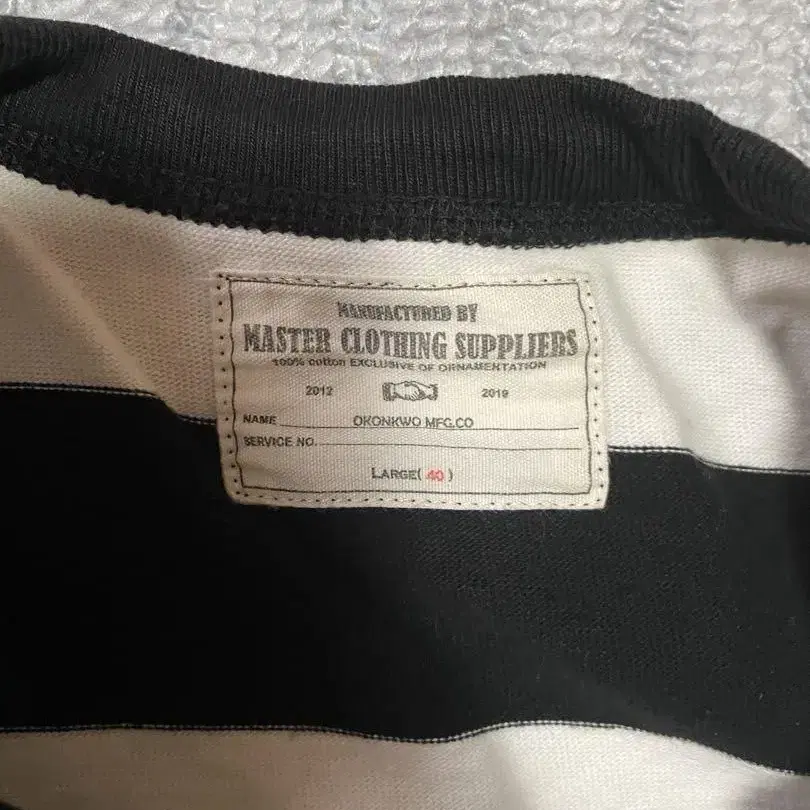 MANUFACTURED BY
MASTER CLOTHING SUPPLIERS
100% cotton EXCLUSIVE OF ORNAMENTATION
2012 2019
NAME OKONKWO MFG.CO
SERVICE NO.
LARGE( 40 )